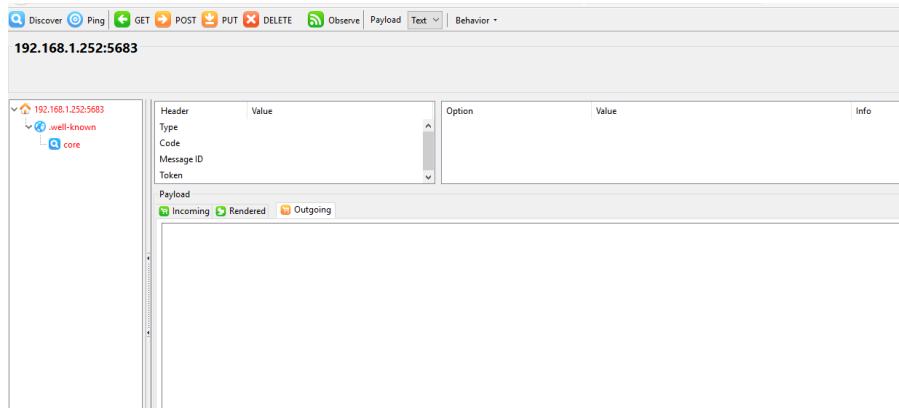 Discover Ping GET POST PUT DELETE Observe Payload Text Behavior
192.168.1.252:5683
192.168.1.252:5683
.well-known
core
Header Value
Type
Code
Message ID
Token
Option Value Info
Payload
Incoming Rendered Outgoing